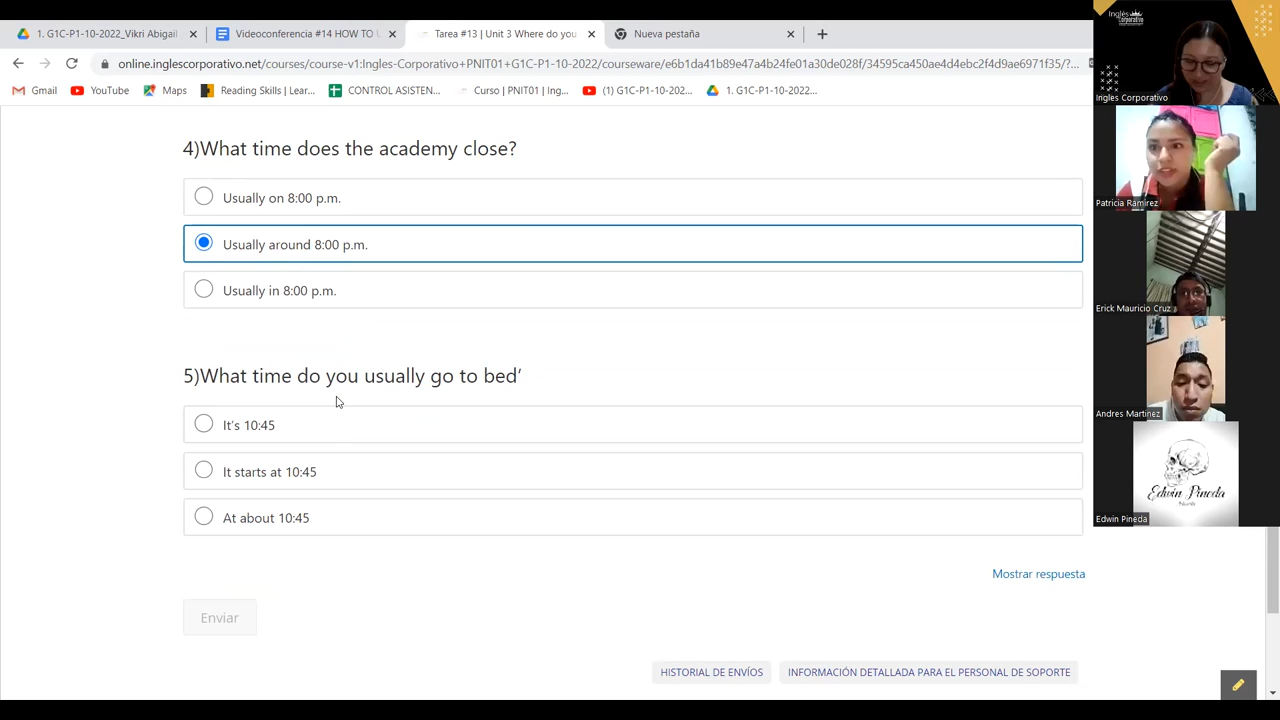 1. G1C-P1-10-2022_Vikri Abigail
Videoconferencia #14 HOW TO U
Tarea #13 | Unit 3 Where do you
Nueva pestaña
online.inglescorporativo.net/courses/course-v1:Ingles-Corporativo+PNIT01+G1C-P1-10-2022/courseware/e6b1da41b89e47a4b24fe01a30de028f/34595ca450ae4d4ebc2f4d9ae6971f35/?...
Gmail
YouTube
Maps
Reading Skills | Lear...
CONTROL ASISTEN...
Curso | PNIT01 | Ing...
(1) G1C-P1-10-202...
1. G1C-P1-10-2022...
4)What time does the academy close?
Usually on 8:00 p.m.
Usually around 8:00 p.m.
Usually in 8:00 p.m.
5)What time do you usually go to bed’
It’s 10:45
It starts at 10:45
At about 10:45
Mostrar respuesta
Enviar
HISTORIAL DE ENVÍOS
INFORMACIÓN DETALLADA PARA EL PERSONAL DE SOPORTE
Inglés
Corporativo
Ingles Corporativo
Patricia Ramirez
Erick Mauricio Cruz
Andres Martinez
Edwin Pineda
Edwin Pineda